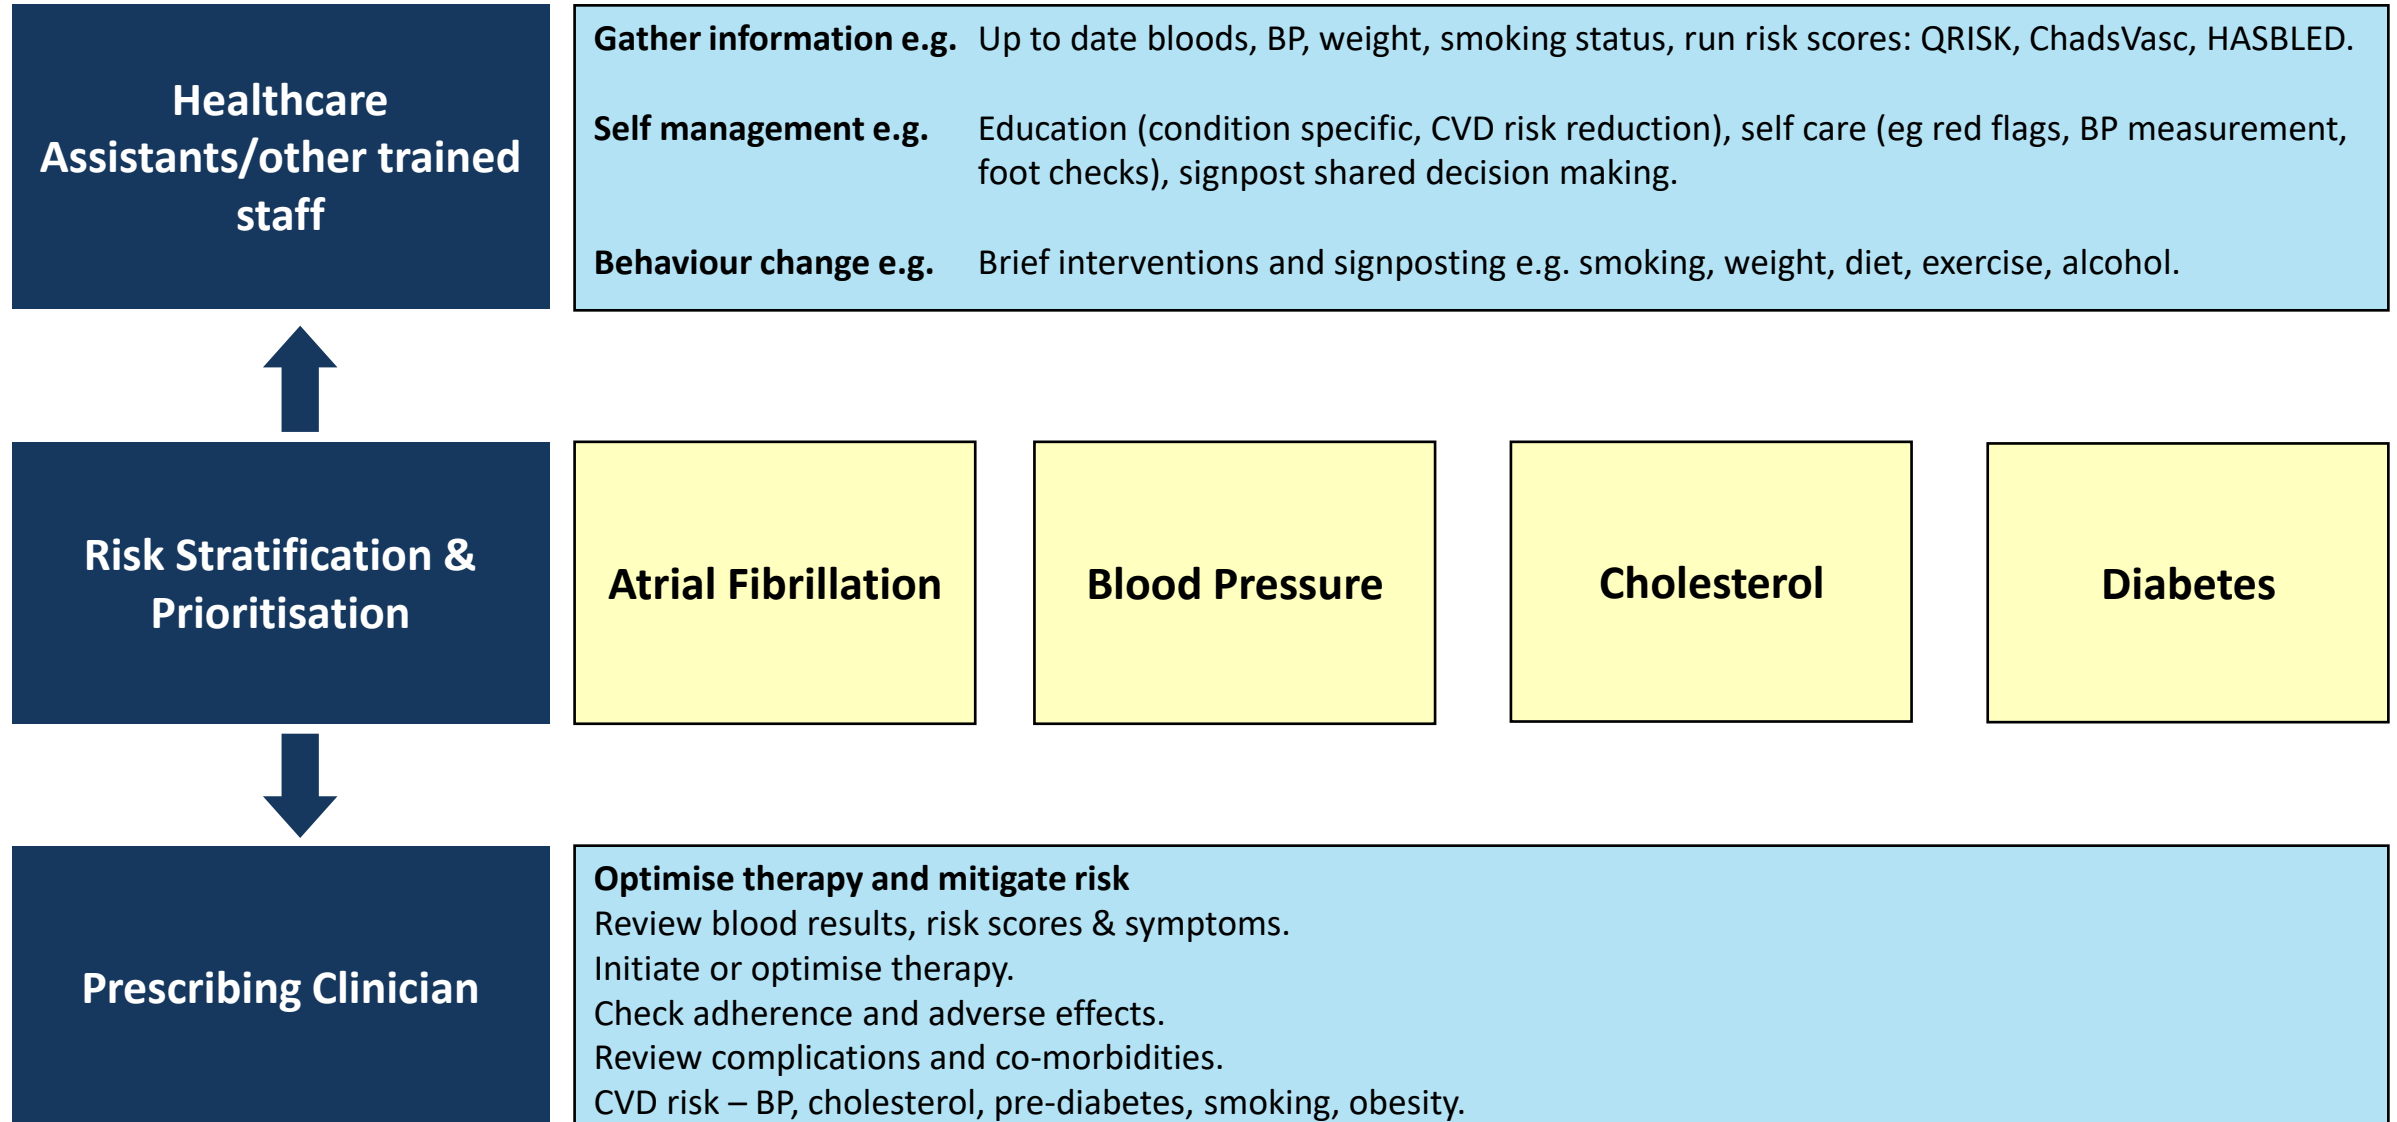 Healthcare
Assistants/other trained
staff
Gather information e.g. Up to date bloods, BP, weight, smoking status, run risk scores: QRISK, ChadsVasc, HASBLED.
Self management e.g. Education (condition specific, CVD risk reduction), self care (eg red flags, BP measurement,
foot checks), signpost shared decision making.
Behaviour change e.g. Brief interventions and signposting e.g. smoking, weight, diet, exercise, alcohol.
Risk Stratification &
Prioritisation
Atrial Fibrillation
Blood Pressure
Cholesterol
Diabetes
Prescribing Clinician
Optimise therapy and mitigate risk
Review blood results, risk scores & symptoms.
Initiate or optimise therapy.
Check adherence and adverse effects.
Review complications and co-morbidities.
CVD risk – BP, cholesterol, pre-diabetes, smoking, obesity.